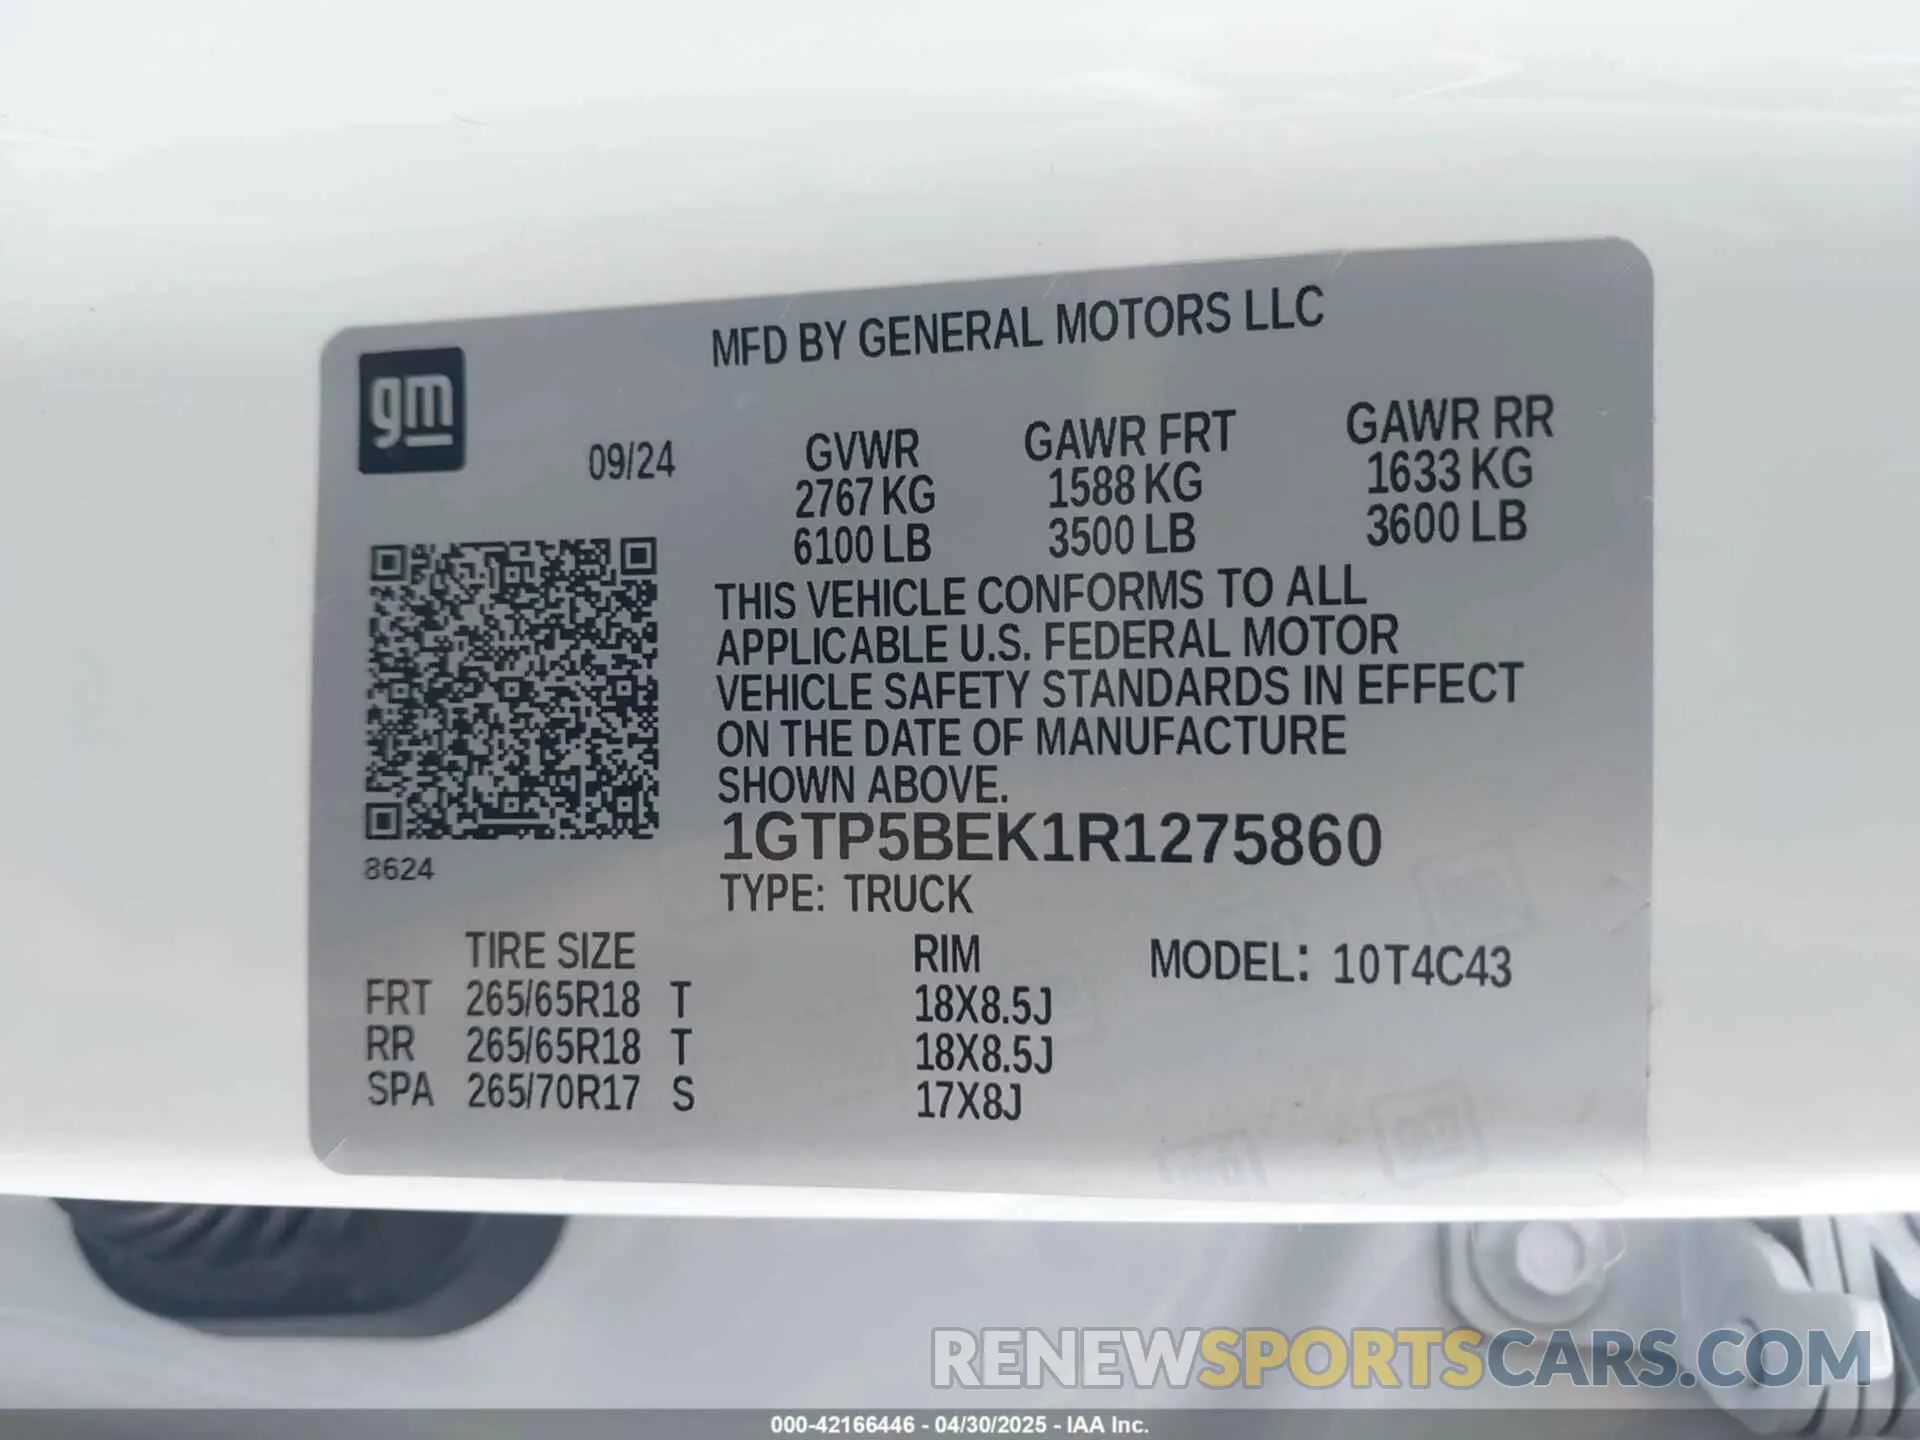 MFD BY GENERAL MOTORS LLC
gm
09/24
GVWR GAWR FRT GAWR RR
2767 KG 1588 KG 1633 KG
6100 LB 3500 LB 3600 LB
THIS VEHICLE CONFORMS TO ALL
APPLICABLE U.S. FEDERAL MOTOR
VEHICLE SAFETY STANDARDS IN EFFECT
ON THE DATE OF MANUFACTURE
SHOWN ABOVE.
1GTP5BEK1R1275860
8624
TYPE: TRUCK
TIRE SIZE RIM MODEL: 10T4C43
FRT 265/65R18 T 18X8.5J
RR 265/65R18 T 18X8.5J
SPA 265/70R17 S 17X8J
RENEWSPORTSCARS.COM
000-42166446 - 04/30/2025 - IAA Inc.